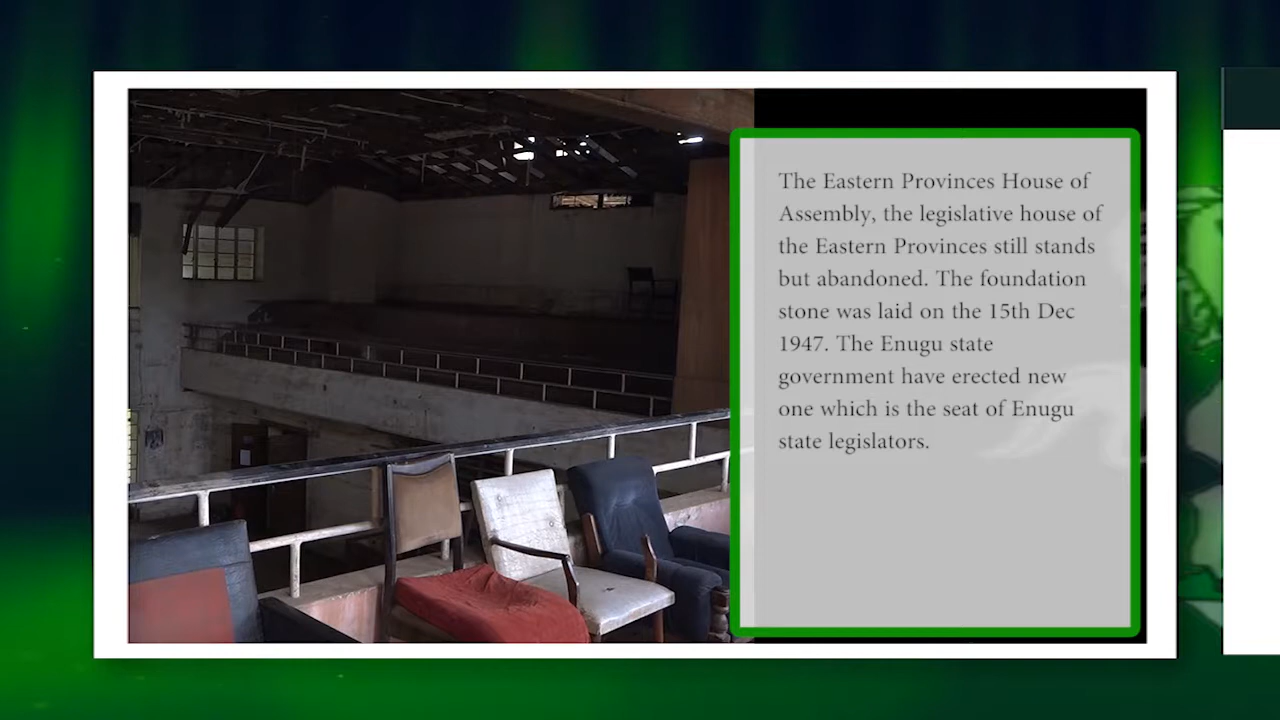 The Eastern Provinces House of
Assembly, the legislative house of
the Eastern Provinces still stands
but abandoned. The foundation
stone was laid on the 15th Dec
1947. The Enugu state
government have erected new
one which is the seat of Enugu
state legislators.